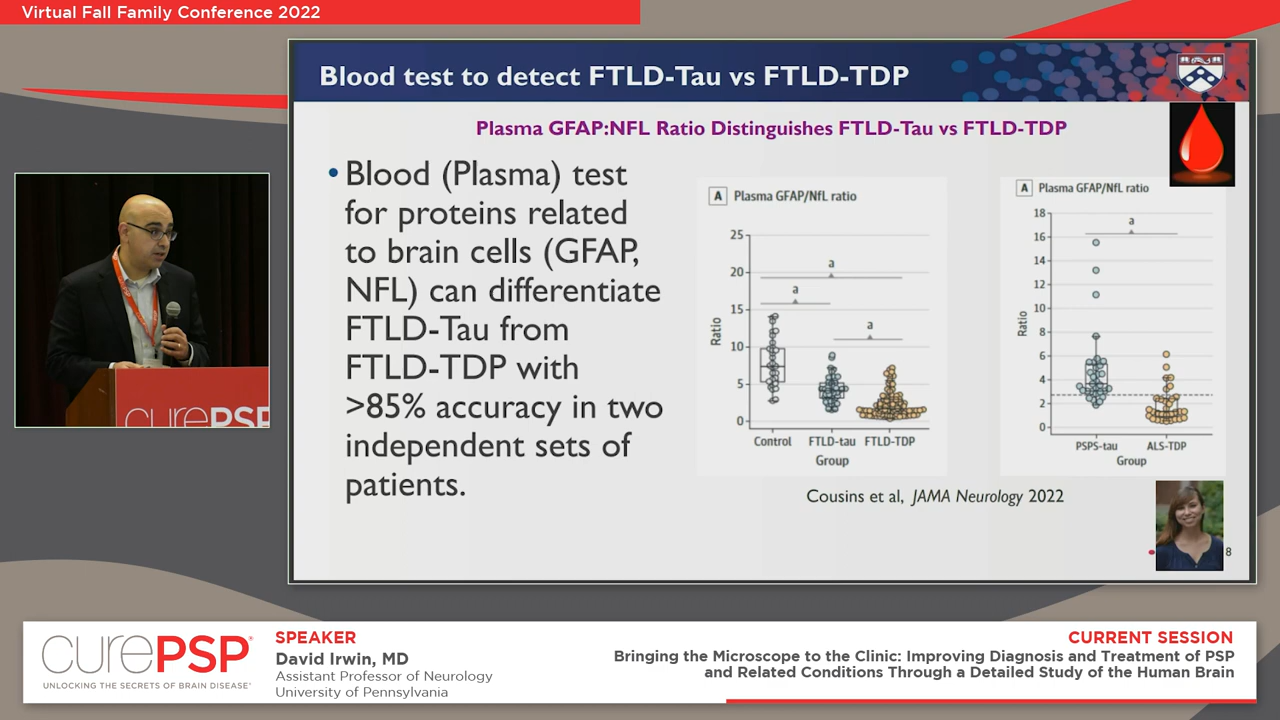 Virtual Fall Family Conference 2022
Blood test to detect FTLD-Tau vs FTLD-TDP
Plasma GFAP:NFL Ratio Distinguishes FTLD-Tau vs FTLD-TDP
• Blood (Plasma) test
for proteins related
to brain cells (GFAP,
NFL) can differentiate
FTLD-Tau from
FTLD-TDP with
>85% accuracy in two
independent sets of
patients.
A Plasma GFAP/NfL ratio
25
20
15
10
5
0
Ratio
a
a
a
Control FTLD-tau FTLD-TDP
Group
A Plasma GFAP/NfL ratio
18
16
14
12
10
8
6
4
2
0
Ratio
a
PSPS-tau ALS-TDP
Group
Cousins et al, JAMA Neurology 2022
8
curePSP
curePSP®
UNLOCKING THE SECRETS OF BRAIN DISEASE®
SPEAKER
David Irwin, MD
Assistant Professor of Neurology
University of Pennsylvania
CURRENT SESSION
Bringing the Microscope to the Clinic: Improving Diagnosis and Treatment of PSP
and Related Conditions Through a Detailed Study of the Human Brain